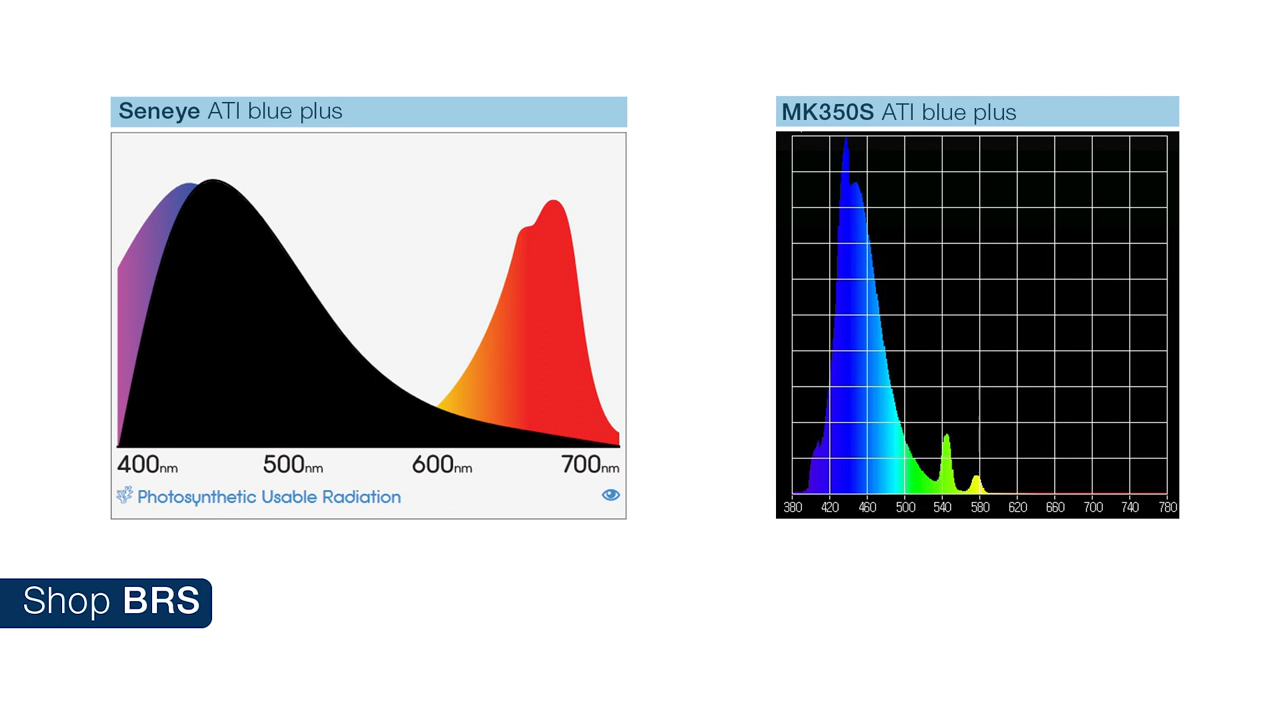 Seneye ATI blue plus
400nm 500nm 600nm 700nm
Photosynthetic Usable Radiation
MK350S ATI blue plus
380 420 460 500 540 580 620 660 700 740 780
Shop BRS